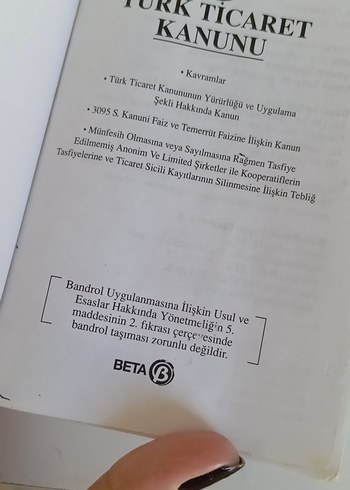 TÜRK TİCARET
KANUNU
• Kavramlar
• Türk Ticaret Kanununun Yürürlüğü ve Uygulama
Şekli Hakkında Kanun
• 3095 S. Kanuni Faiz ve Temerrüt Faizine İlişkin Kanun
• Münfesih Olmasına veya Sayılmasına Rağmen Tasfiye
Edilmemiş Anonim Ve Limited Şirketler ile Kooperatiflerin
Tasfiyelerine ve Ticaret Sicili Kayıtlarının Silinmesine İlişkin Tebliğ
Bandrol Uygulanmasına İlişkin Usul ve
Esaslar Hakkında Yönetmeliğin 5.
maddesinin 2. fıkrası çerçevesinde
bandrol taşıması zorunlu değildir.
BETA B